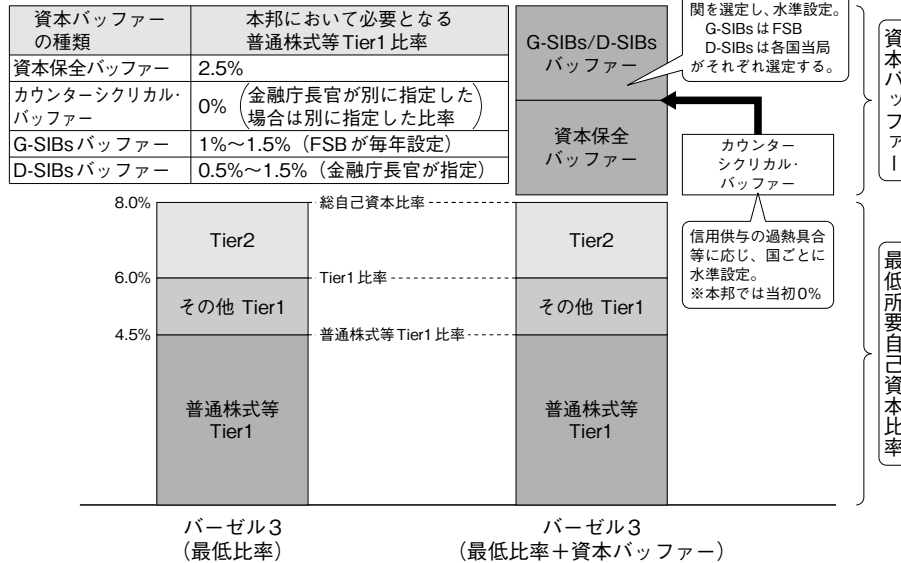 資本バッファー
の種類
本邦において必要となる
普通株式等Tier1比率
資本保全バッファー
2.5%
カウンターシクリカル・
バッファー
0%（金融庁長官が別に指定した
場合は別に指定した比率）
G-SIBsバッファー
1%〜1.5%（FSBが毎年設定）
D-SIBsバッファー
0.5%〜1.5%（金融庁長官が指定）
G-SIBs/D-SIBs
バッファー
資本保全
バッファー
関を選定し、水準設定。
G-SIBsはFSB
D-SIBsは各国当局
がそれぞれ選定する。
カウンター
シクリカル・
バッファー
信用供与の過熱具合
等に応じ、国ごとに
水準設定。
※本邦では当初0%
資本バッファー
最低所要自己資本比率
8.0%
総自己資本比率
Tier2
Tier2
6.0%
Tier1比率
その他 Tier1
その他 Tier1
4.5%
普通株式等Tier1比率
普通株式等
Tier1
普通株式等
Tier1
バーゼル3
（最低比率）
バーゼル3
（最低比率＋資本バッファー）